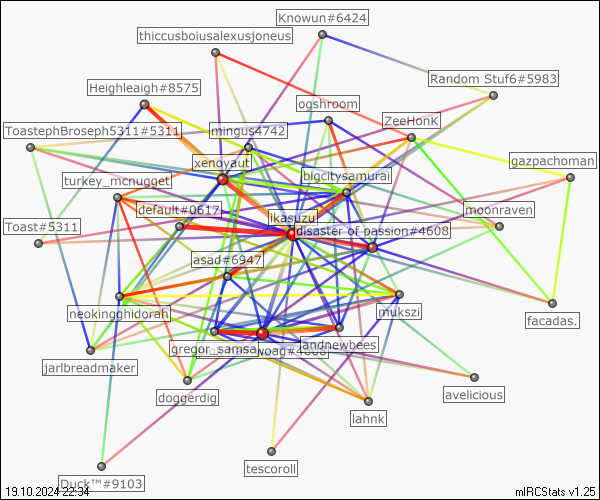 Knowun#6424
thiccusboiusalexusjoneus
Random Stuf6#5983
Heighleaigh#8575
ogshroom
ZeeHonk
ToastephBroseph5311#5311
mingus4742
gazpachoman
xenoyaut
bigcitysamurai
turkey_mcnugget
default#0617
moonraven
ikasuzu
disaster of passion#4608
Toast#5311
asad#6947
neokingghidorah
mukszi
facadas.
gregor_samsa
andnewbees
jarlbreadmaker
doggerdig
avelicious
lahnk
tescoroll
Duck™#9103
19.10.2024 22:34
mIRCStats v1.25